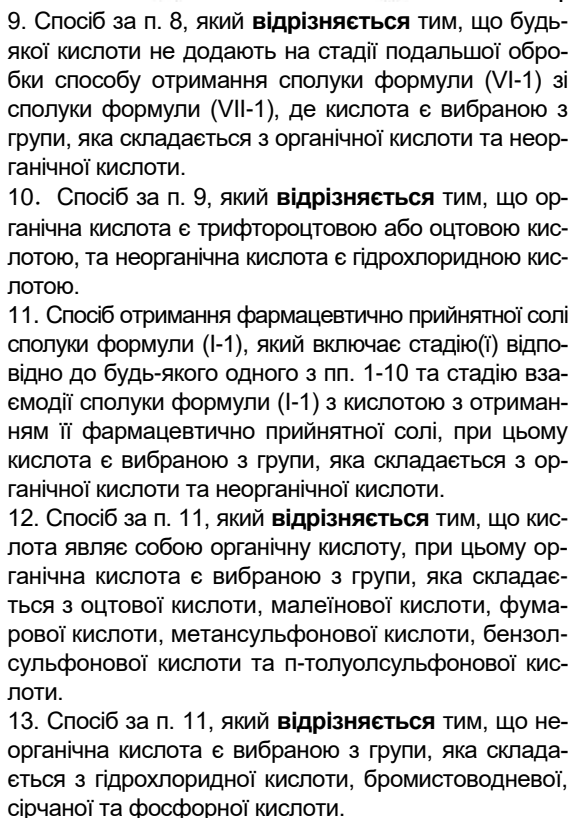 9. Спосіб за п. 8, який відрізняється тим, що будь-
якої кислоти не додають на стадії подальшої обро-
бки способу отримання сполуки формули (VI-1) зі
сполуки формули (VII-1), де кислота є вибраною з
групи, яка складається з органічної кислоти та неор-
ганічної кислоти.
10. Спосіб за п. 9, який відрізняється тим, що ор-
ганічна кислота є трифтороцтовою або оцтовою кис-
лотою, та неорганічна кислота є гідрохлоридною кис-
лотою.
11. Спосіб отримання фармацевтично прийнятної солі
сполуки формули (I-1), який включає стадію(ї) відпо-
відно до будь-якого одного з пп. 1-10 та стадію вза-
ємодії сполуки формули (I-1) з кислотою з отриман-
ням її фармацевтично прийнятної солі, при цьому
кислота є вибраною з групи, яка складається з ор-
ганічної кислоти та неорганічної кислоти.
12. Спосіб за п. 11, який відрізняється тим, що кис-
лота являє собою органічну кислоту, при цьому ор-
ганічна кислота є вибраною з групи, яка складає-
ться з оцтової кислоти, малеїнової кислоти, фума-
рової кислоти, метансульфонової кислоти, бензол-
сульфонової кислоти та п-толуолсульфонової кис-
лоти.
13. Спосіб за п. 11, який відрізняється тим, що не-
органічна кислота є вибраною з групи, яка склада-
ється з гідрохлоридної кислоти, бромистоводневої,
сірчаної та фосфорної кислоти.